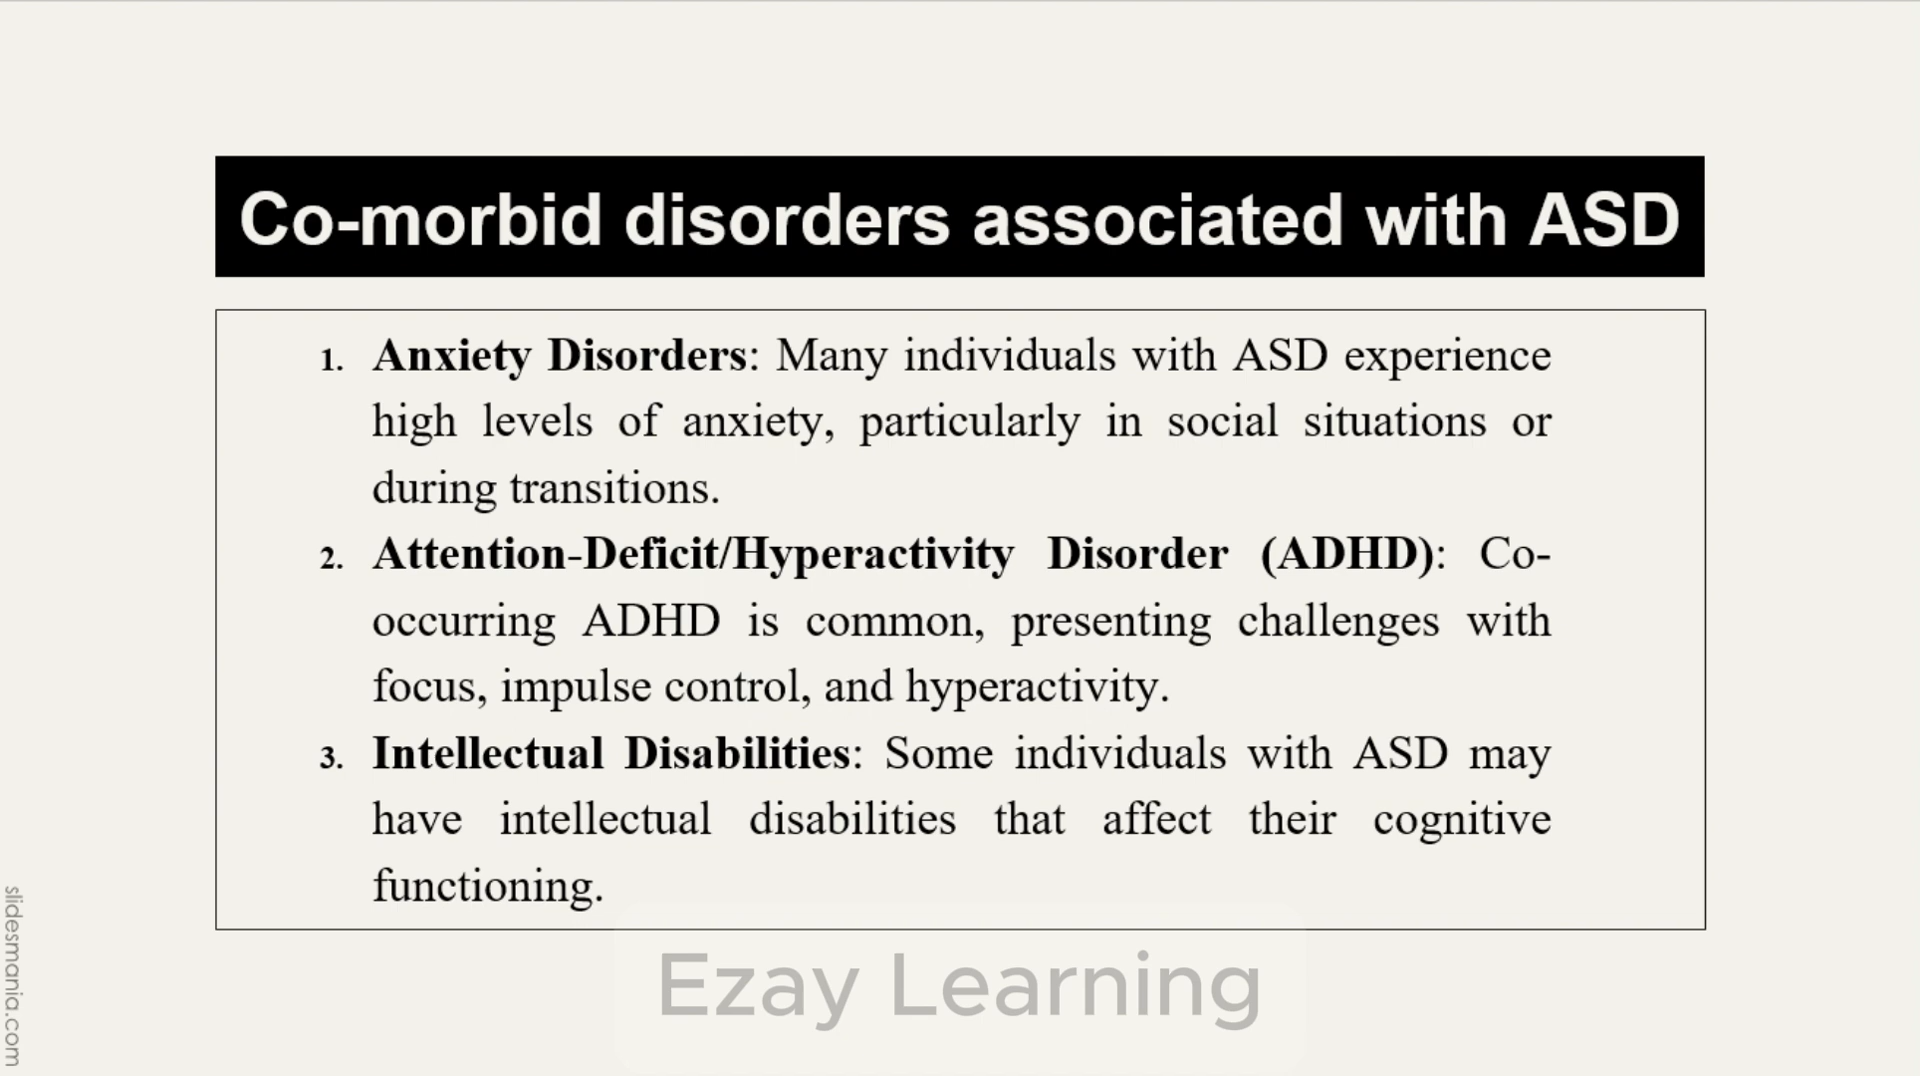 Co-morbid disorders associated with ASD
1. Anxiety Disorders: Many individuals with ASD experience
high levels of anxiety, particularly in social situations or
during transitions.
2. Attention-Deficit/Hyperactivity Disorder (ADHD): Co-
occurring ADHD is common, presenting challenges with
focus, impulse control, and hyperactivity.
3. Intellectual Disabilities: Some individuals with ASD may
have intellectual disabilities that affect their cognitive
functioning.
Ezay Learning
slidesmania.com